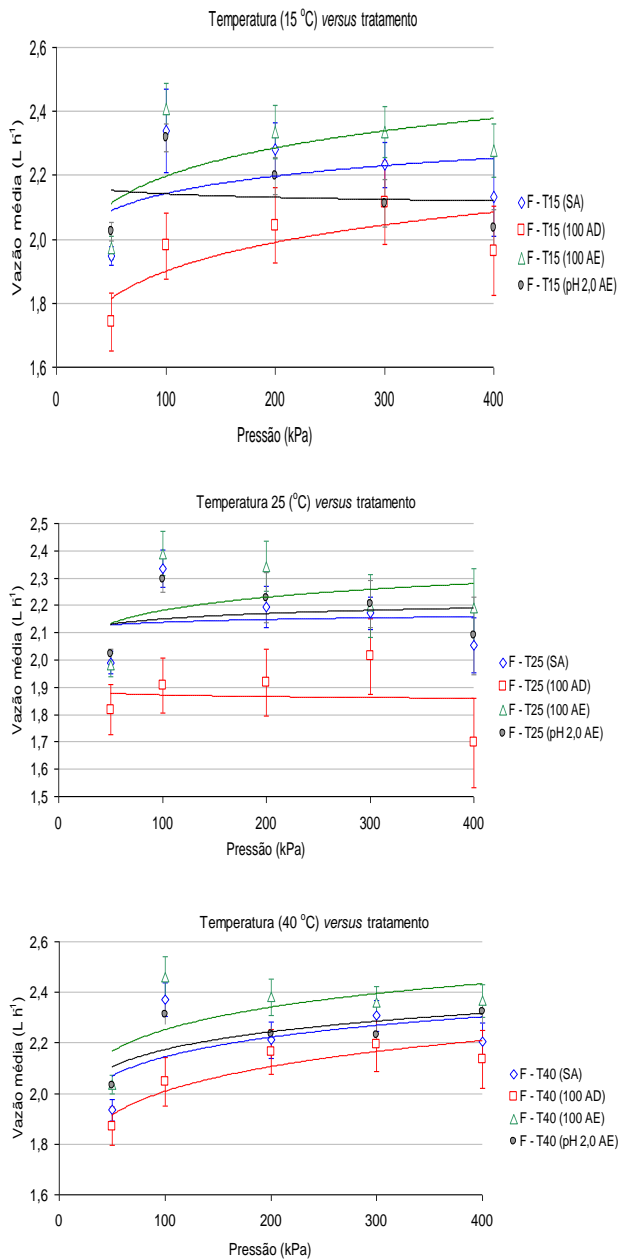 Temperatura (15 °C) versus tratamento
Vazão média (L h-¹)
2,6
2,4
2,2
2,0
1,8
1,6
0
100
200
300
400
Pressão (kPa)
F - T15 (SA)
F - T15 (100 AD)
F - T15 (100 AE)
F - T15 (pH 2,0 AE)
Temperatura 25 (°C) versus tratamento
Vazão média (L h-¹)
2,5
2,4
2,3
2,2
2,1
2,0
1,9
1,8
1,7
1,6
1,5
0
100
200
300
400
Pressão (kPa)
F - T25 (SA)
F - T25 (100 AD)
F - T25 (100 AE)
F - T25 (pH 2,0 AE)
Temperatura (40 °C) versus tratamento
Vazão média (L h-¹)
2,6
2,4
2,2
2,0
1,8
1,6
0
100
200
300
400
Pressão (kPa)
F - T40 (SA)
F - T40 (100 AD)
F - T40 (100 AE)
F - T40 (pH 2,0 AE)